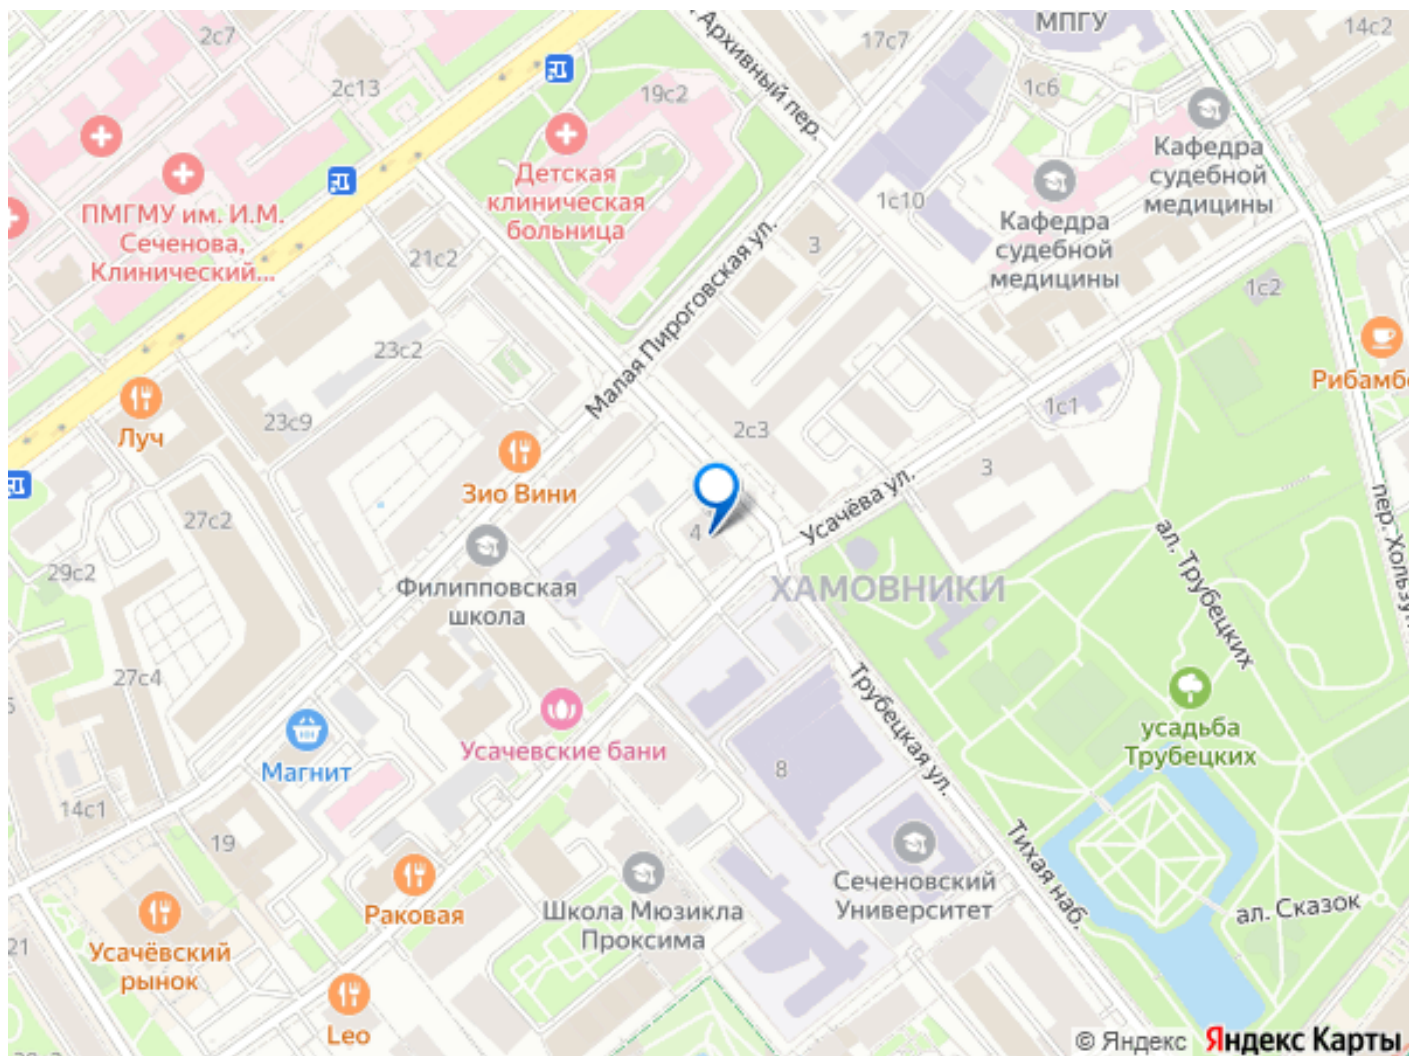 2с7
МПГУ
14с2
Архивный пер.
17с7
2с13
19с2
1с6
Кафедра
судебной
медицины
Детская
клиническая
больница
ПМГМУ им. И.М.
Сеченова,
Клинический...
1с10
Кафедра
судебной
медицины
3
21с2
Малая Пироговская ул.
1с2
23с2
Рибамбе
Луч
23с9
1с1
2с3
3
Зио Вини
Усачёва ул.
пер. Хользу
27с2
4
ал. Трубецких
29с2
Филипповская
школа
ХАМОВНИКИ
27с4
Трубецкая ул.
усадьба
Трубецких
Усачевские бани
Магнит
8
14с1
19
Тихая наб.
Сеченовский
Университет
Раковая
Школа Мюзикла
Проксима
ал. Сказок
21
Усачёвский
рынок
Leo
© Яндекс Яндекс Карты